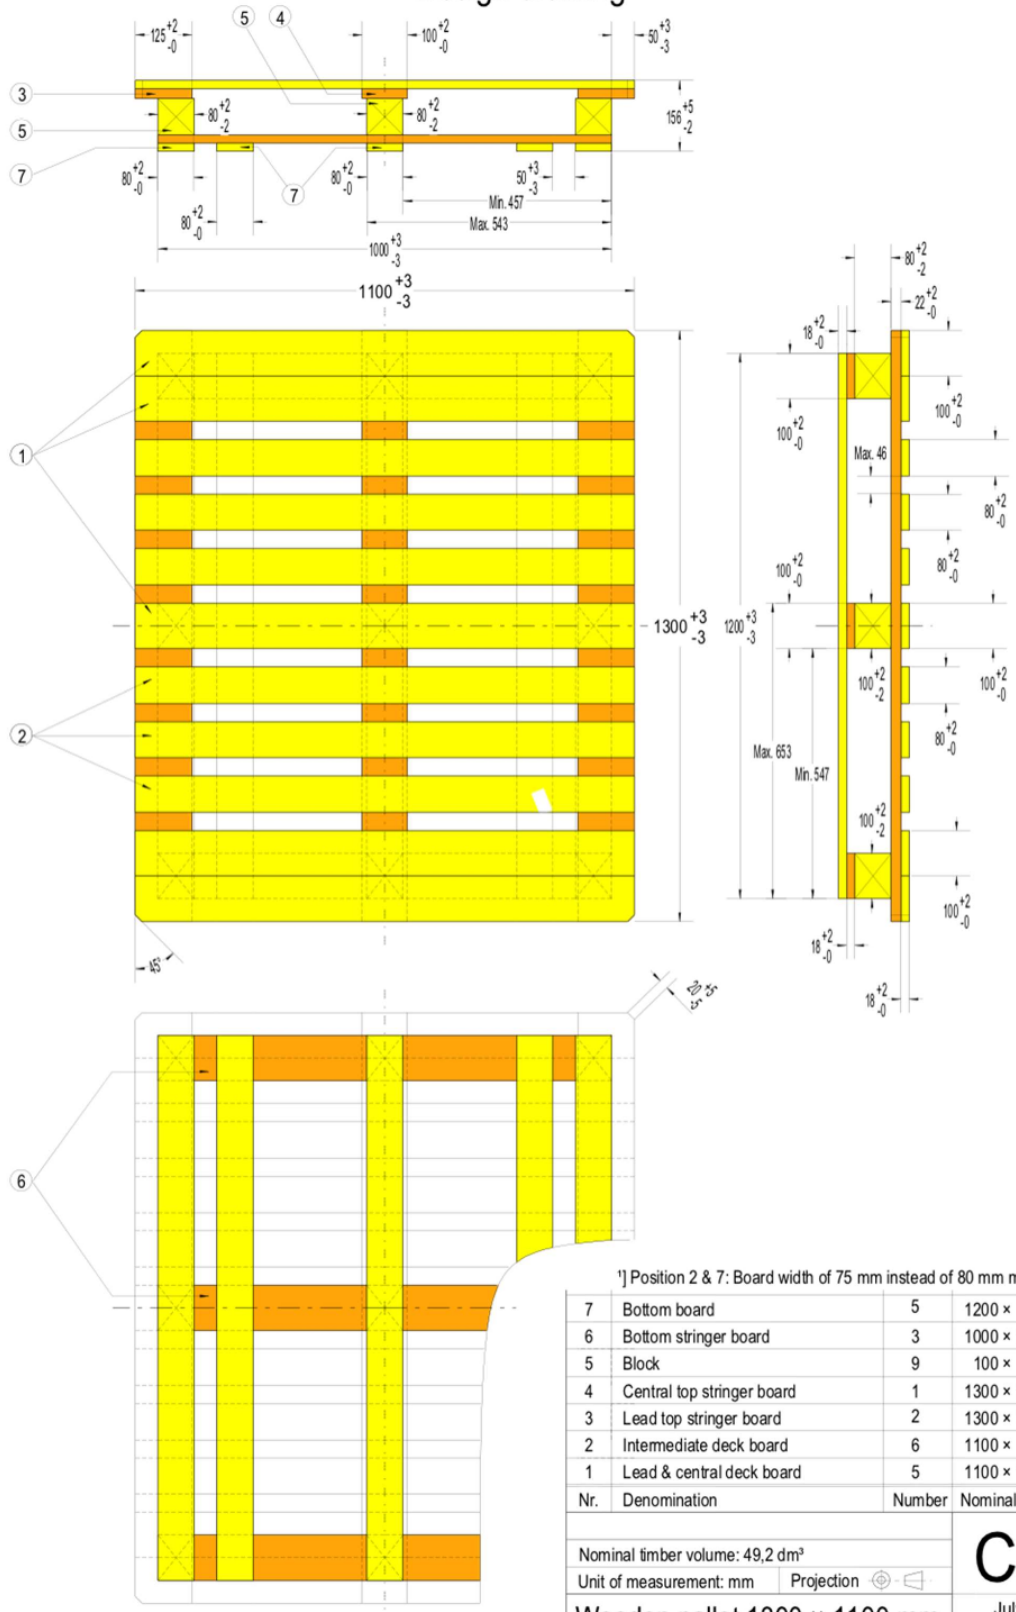 5 4
125 +2 -0 100 +2 -0 50 +3 -3
3
80 +2 -2 80 +2 -2 156 +5 -2
5
7
80 +2 -0 7 80 +2 -0 50 +3 -3
Min. 457
80 +2 -0 Max. 543
1000 +3 -3
1100 +3 -3
80 +2 -2
22 +2 -0
18 +2 -0
100 +2 -0
100 +2 -0
1
Max. 46
80 +2 -0
80 +2 -0
100 +2 -0
1300 +3 -3 1200 +3 -3
100 +2 -2 100 +2 -0
2
80 +2 -0
Max. 653
Min. 547
100 +2 -2
100 +2 -0
18 +2 -0
45°
18 +2 -0
20 +5 -5
6
¹] Position 2 & 7: Board width of 75 mm instead of 80 mm
7 Bottom board 5 1200 ×
6 Bottom stringer board 3 1000 ×
5 Block 9 100 ×
4 Central top stringer board 1 1300 ×
3 Lead top stringer board 2 1300 ×
2 Intermediate deck board 6 1100 ×
1 Lead & central deck board 5 1100 ×
Nr. Denomination Number Nominal
Nominal timber volume: 49,2 dm³
C
Unit of measurement: mm Projection